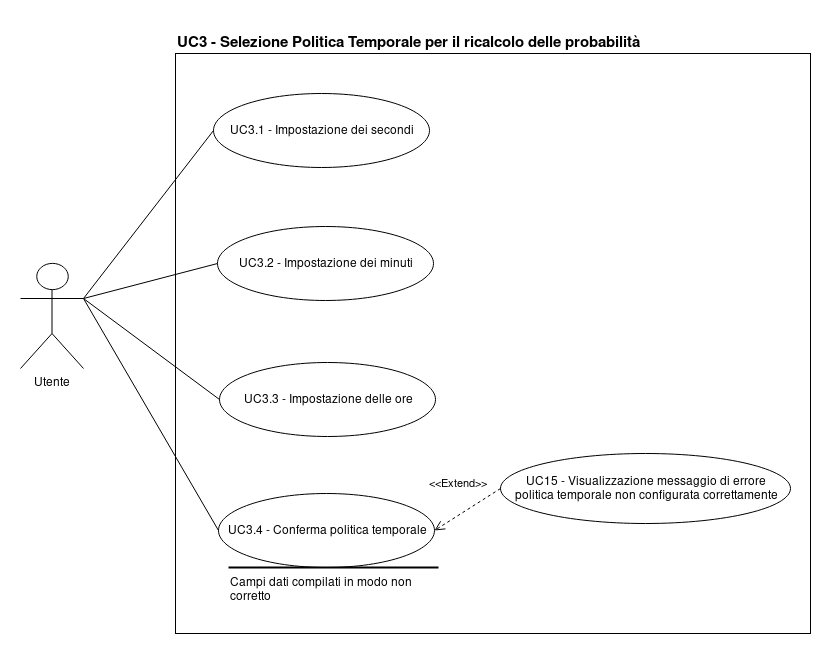 UC3 - Selezione Politica Temporale per il ricalcolo delle probabilità
UC3.1 - Impostazione dei secondi
UC3.2 - Impostazione dei minuti
Utente
UC3.3 - Impostazione delle ore
<<Extend>>
UC15 - Visualizzazione messaggio di errore
politica temporale non configurata correttamente
UC3.4 - Conferma politica temporale
Campi dati compilati in modo non
corretto